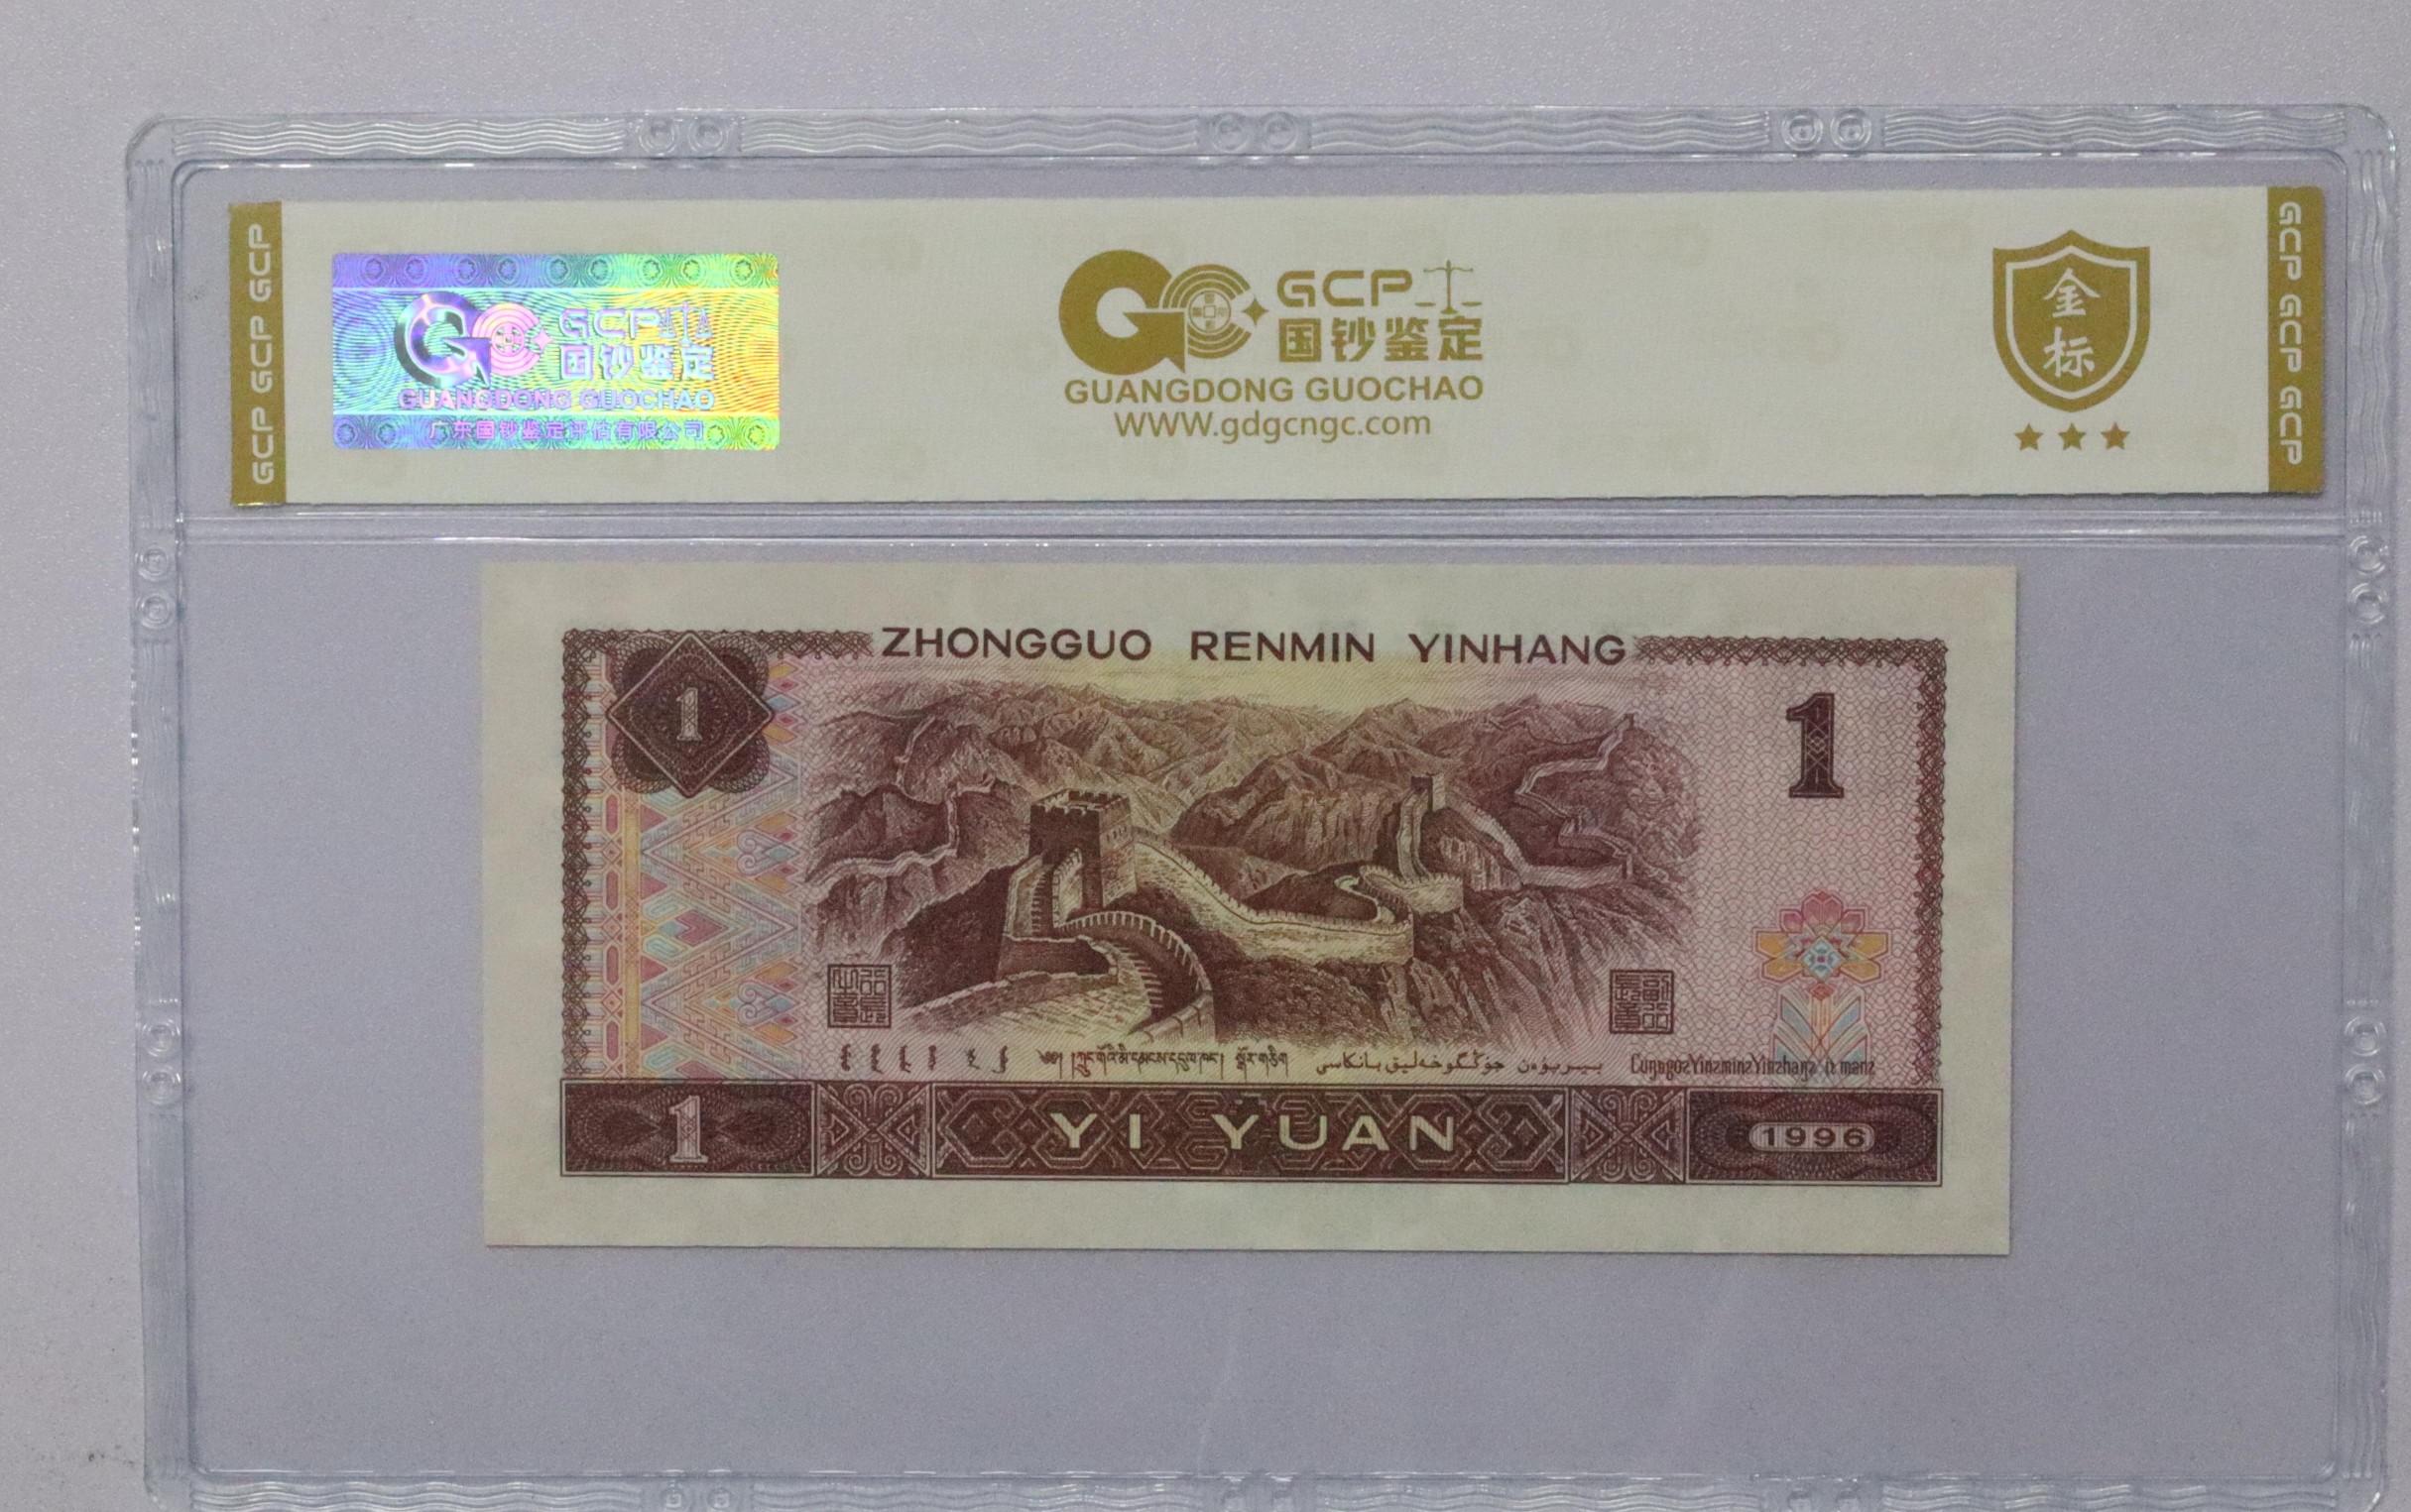 GCP GCP GCP
GCP
国钞鉴定
GUANGDONG GUOCHAO
广东国钞鉴定评估有限公司
GCP
国钞鉴定
GUANGDONG GUOCHAO
WWW.gdgcngc.com
金
标
GCP GCP GCP
ZHONGGUO RENMIN YINHANG
1
1
1
YI YUAN
1996